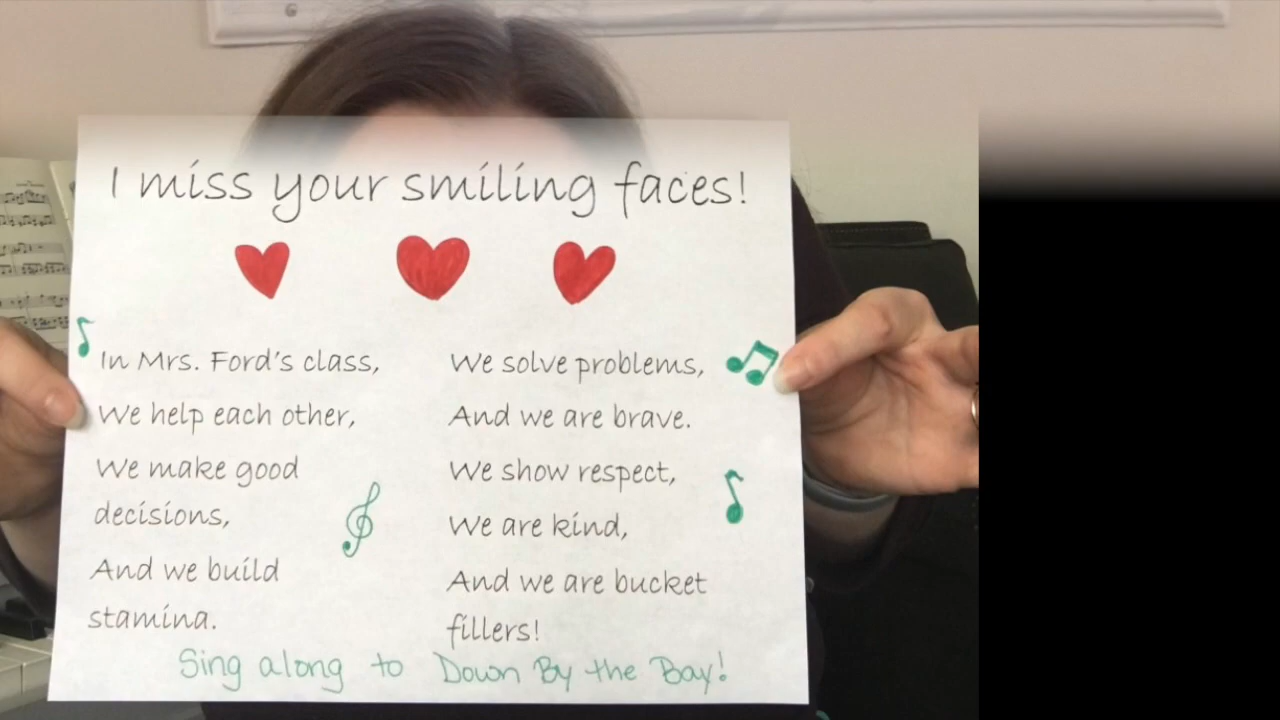 I miss your smiling faces!
In Mrs. Ford's class,
We help each other,
We make good
decisions,
And we build
stamina.
We solve problems,
And we are brave.
We show respect,
We are kind,
And we are bucket
fillers!
Sing along to Down By the Bay!